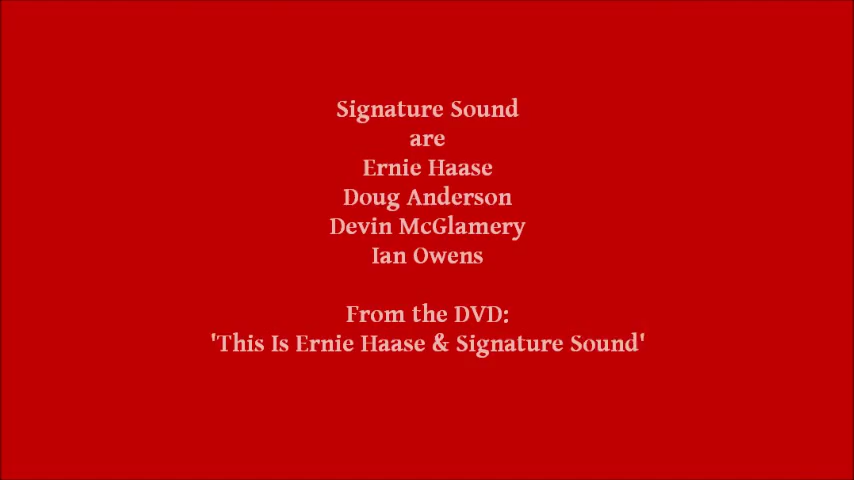 Signature Sound
are
Ernie Haase
Doug Anderson
Devin McGlamery
Ian Owens
From the DVD:
'This Is Ernie Haase & Signature Sound'